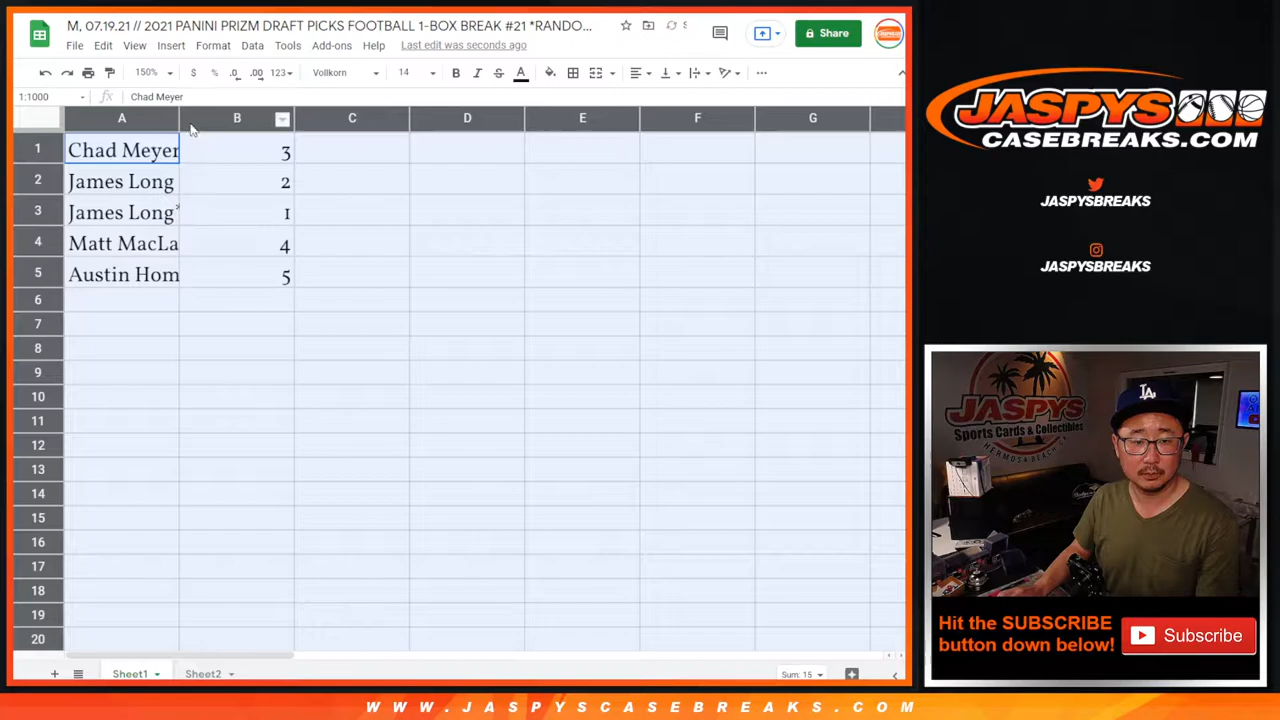 M, 07.19.21 // 2021 PANINI PRIZM DRAFT PICKS FOOTBALL 1-BOX BREAK #21 *RANDO...
S
Share
File Edit View Insert Format Data Tools Add-ons Help Last edit was seconds ago
150% $ % .0 .00 123 Vollkorn 14 B I S A
1:1000 fx Chad Meyer
A B C D E F G
1 Chad Meyer 3
2 James Long 2
3 James Long* 1
4 Matt MacLa 4
5 Austin Hom 5
6
7
8
9
10
11
12
13
14
15
16
17
18
19
20
Sheet1 Sheet2 Sum: 15
JASPYS
CASEBREAKS.COM
JASPYSBREAKS
JASPYSBREAKS
JASPYS
Sports Cards & Collectibles
HERMOSA BEACH, CA
LA
Hit the SUBSCRIBE
button down below!
Subscribe
WWW.JASPYSCASEBREAKS.COM